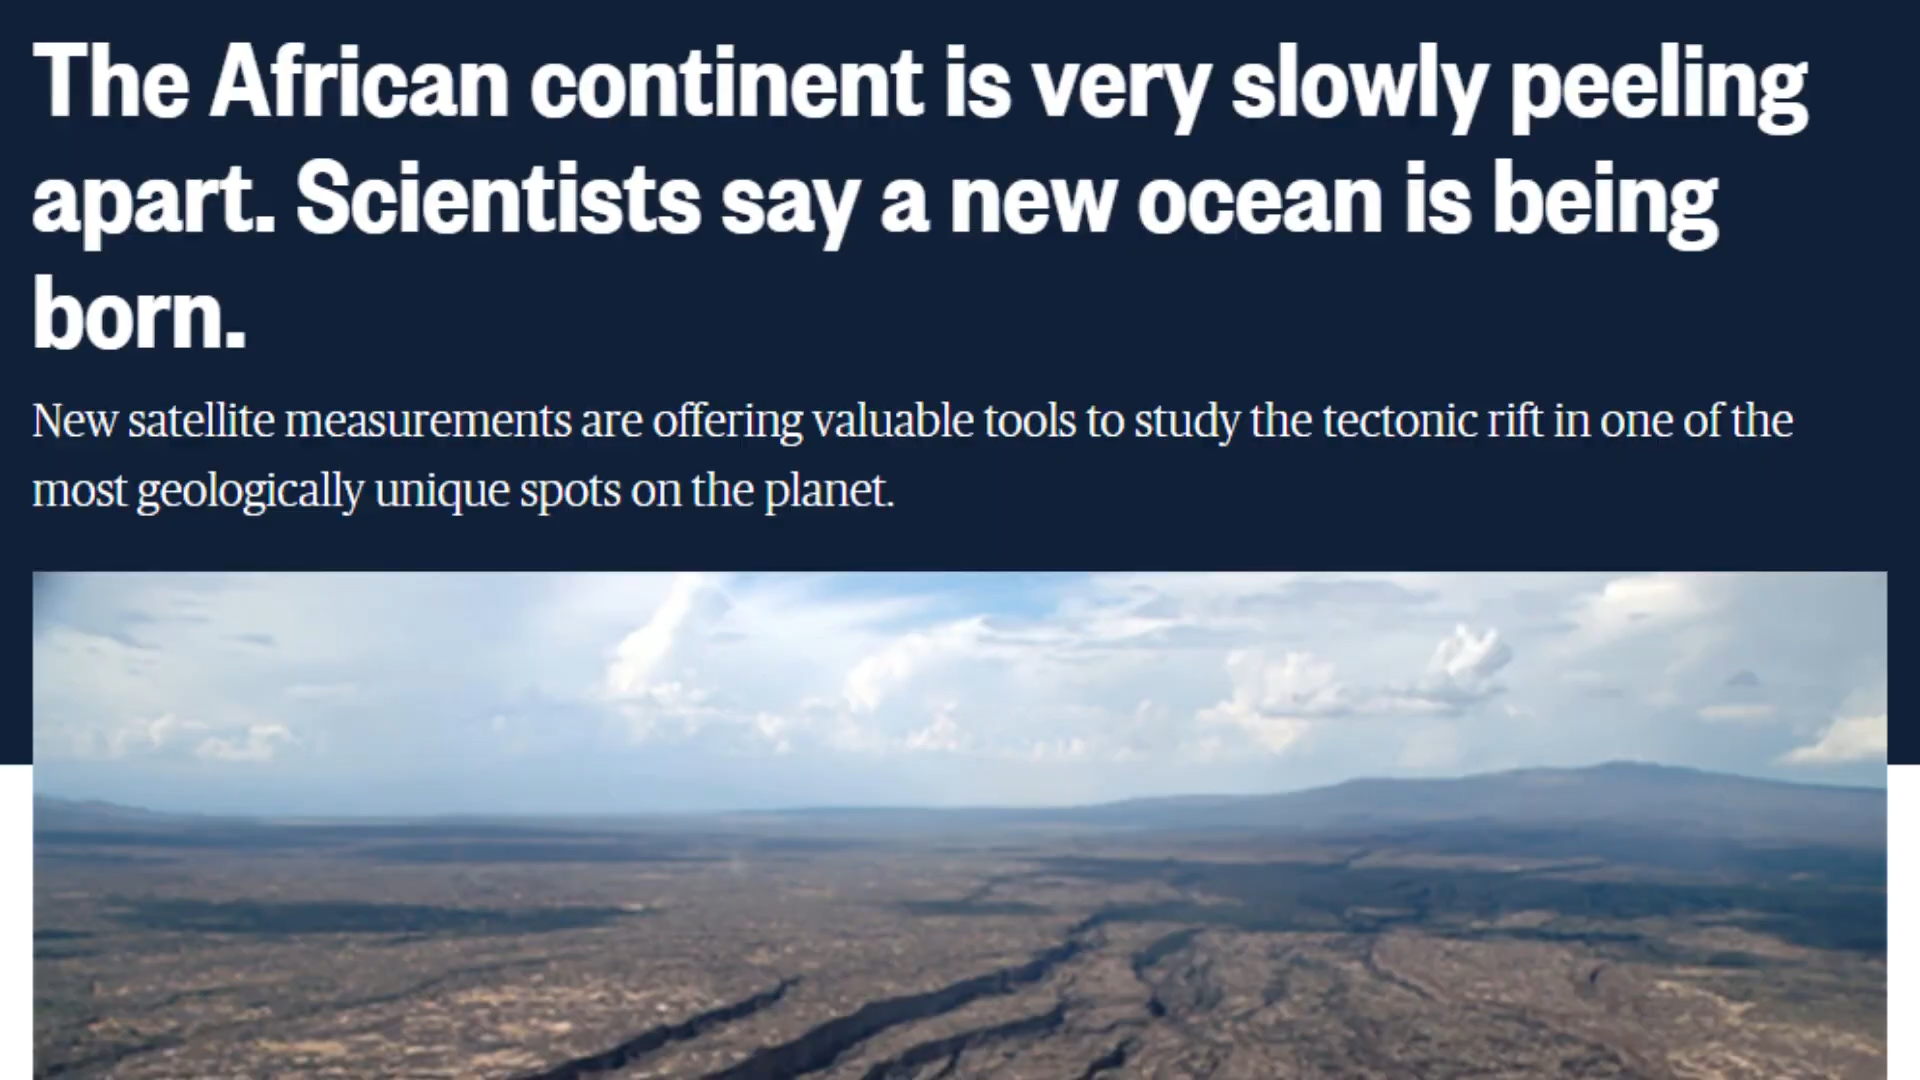 The African continent is very slowly peeling
apart. Scientists say a new ocean is being
born.
New satellite measurements are offering valuable tools to study the tectonic rift in one of the
most geologically unique spots on the planet.